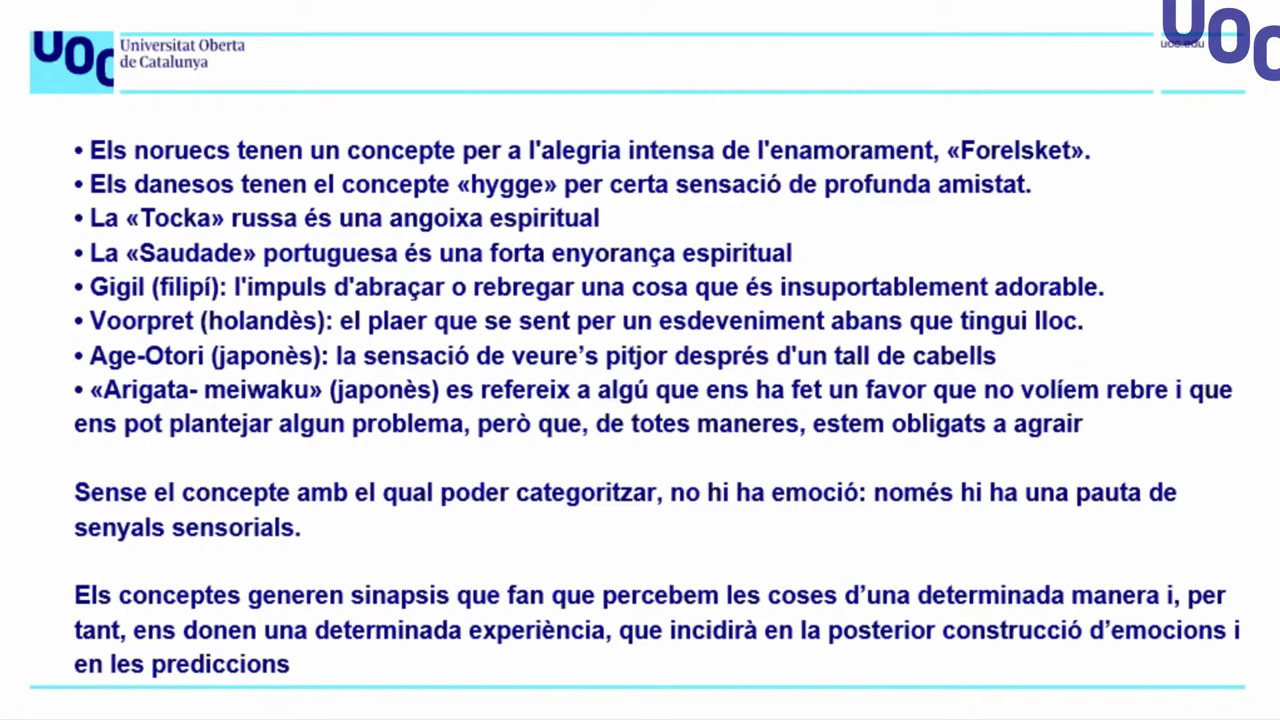 UOC
Universitat Oberta
de Catalunya
uoc.edu
UOC
• Els noruecs tenen un concepte per a l'alegria intensa de l'enamorament, «Forelsket».
• Els danesos tenen el concepte «hygge» per certa sensació de profunda amistat.
• La «Tocka» russa és una angoixa espiritual
• La «Saudade» portuguesa és una forta enyorança espiritual
• Gigil (filipí): l'impuls d'abraçar o rebregar una cosa que és insuportablement adorable.
• Voorpret (holandès): el plaer que se sent per un esdeveniment abans que tingui lloc.
• Age-Otori (japonès): la sensació de veure’s pitjor després d'un tall de cabells
• «Arigata- meiwaku» (japonès) es refereix a algú que ens ha fet un favor que no volíem rebre i que
ens pot plantejar algun problema, però que, de totes maneres, estem obligats a agrair
Sense el concepte amb el qual poder categoritzar, no hi ha emoció: només hi ha una pauta de
senyals sensorials.
Els conceptes generen sinapsis que fan que percebem les coses d’una determinada manera i, per
tant, ens donen una determinada experiència, que incidirà en la posterior construcció d’emocions i
en les prediccions